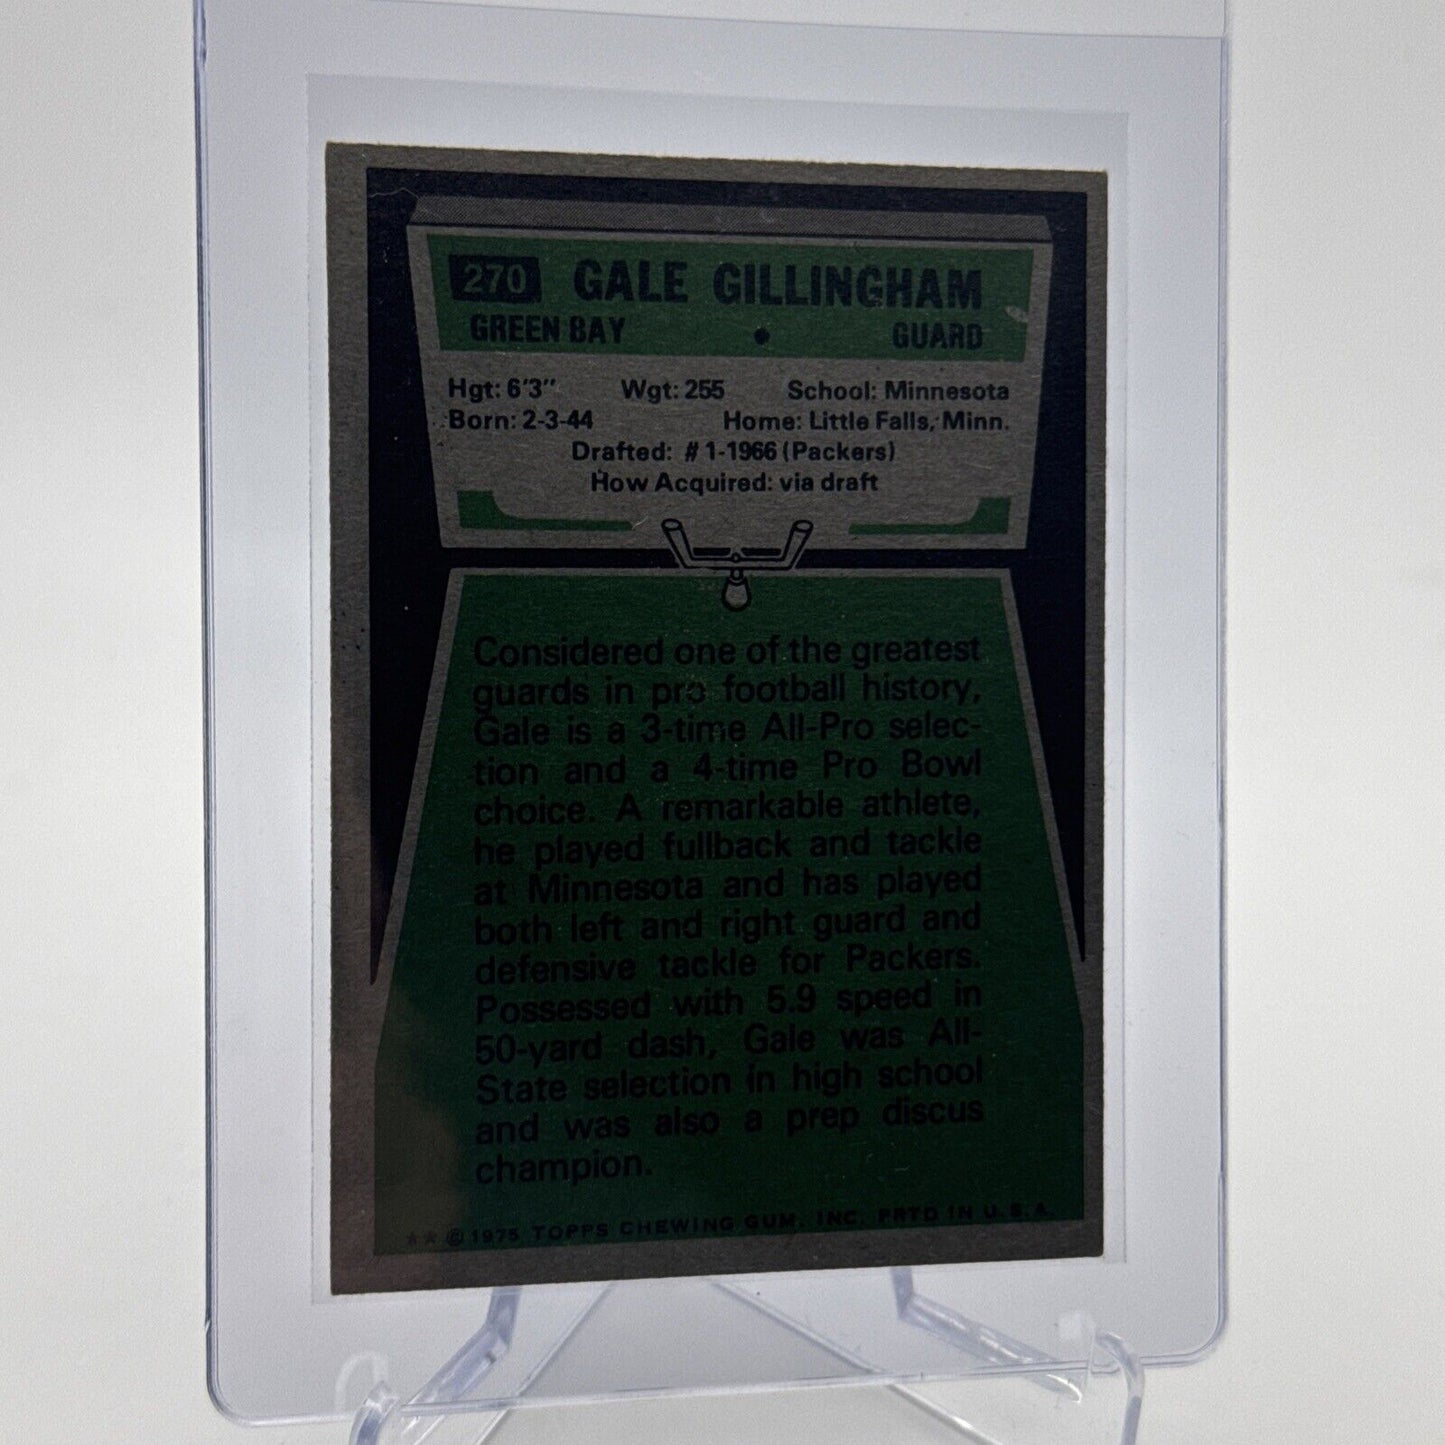 270 GALE GILLINGHAM
GREEN BAY • GUARD
Hgt: 6'3" Wgt: 255 School: Minnesota
Born: 2-3-44 Home: Little Falls, Minn.
Drafted: #1-1966 (Packers)
How Acquired: via draft
Considered one of the greatest
guards in pro football history,
Gale is a 3-time All-Pro selec-
tion and a 4-time Pro Bowl
choice. A remarkable athlete,
he played fullback and tackle
at Minnesota and has played
both left and right guard and
defensive tackle for Packers.
Possessed with 5.9 speed in
50-yard dash, Gale was All-
State selection in high school
and was also a prep discus
champion.
★★ © 1975 TOPPS CHEWING GUM, INC. PRTD IN U.S.A.